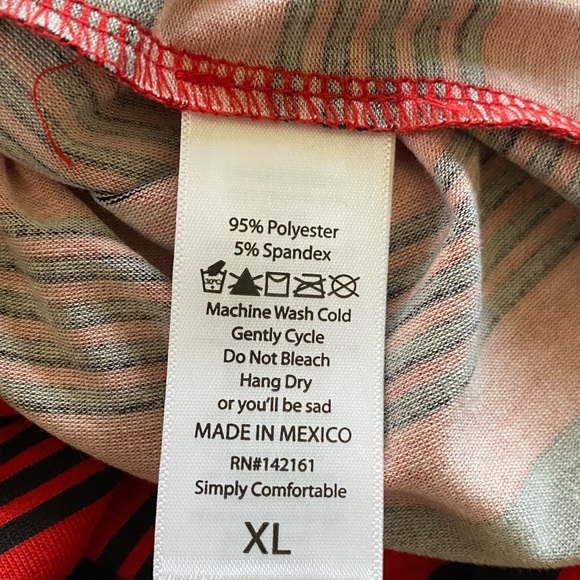 95% Polyester
5% Spandex
Machine Wash Cold
Gently Cycle
Do Not Bleach
Hang Dry
or you'll be sad
MADE IN MEXICO
RN#142161
Simply Comfortable
XL